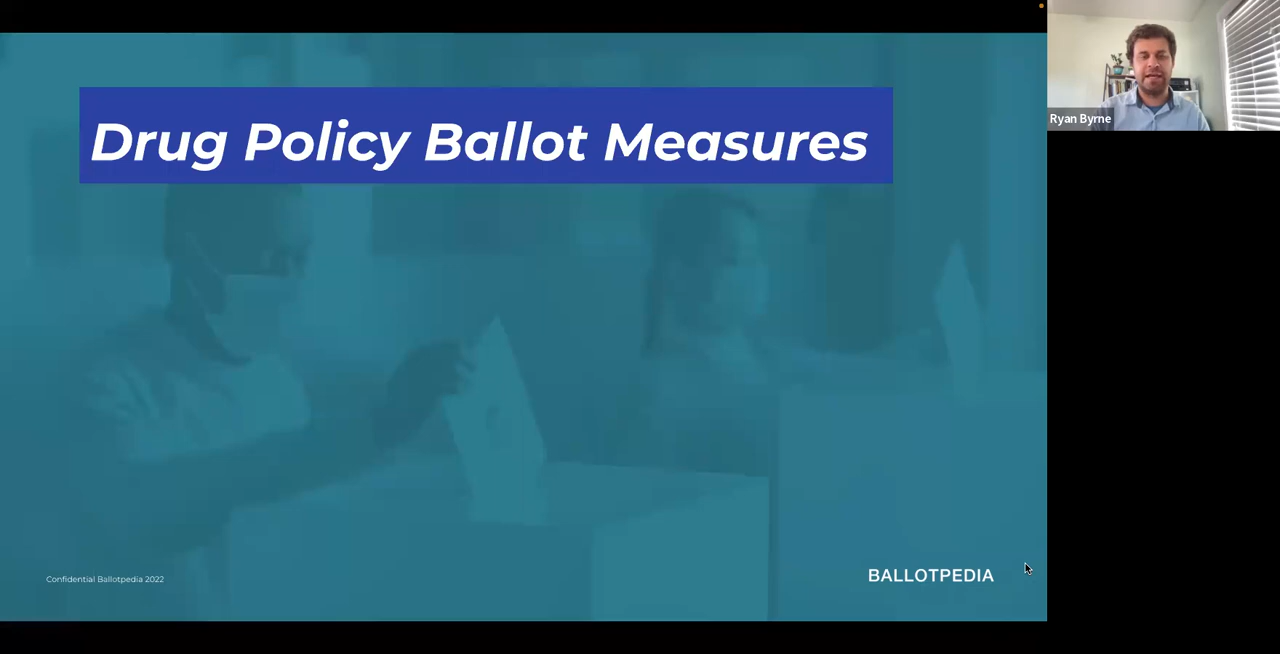 Drug Policy Ballot Measures
Ryan Byrne
Confidential Ballotpedia 2022
BALLOTPEDIA